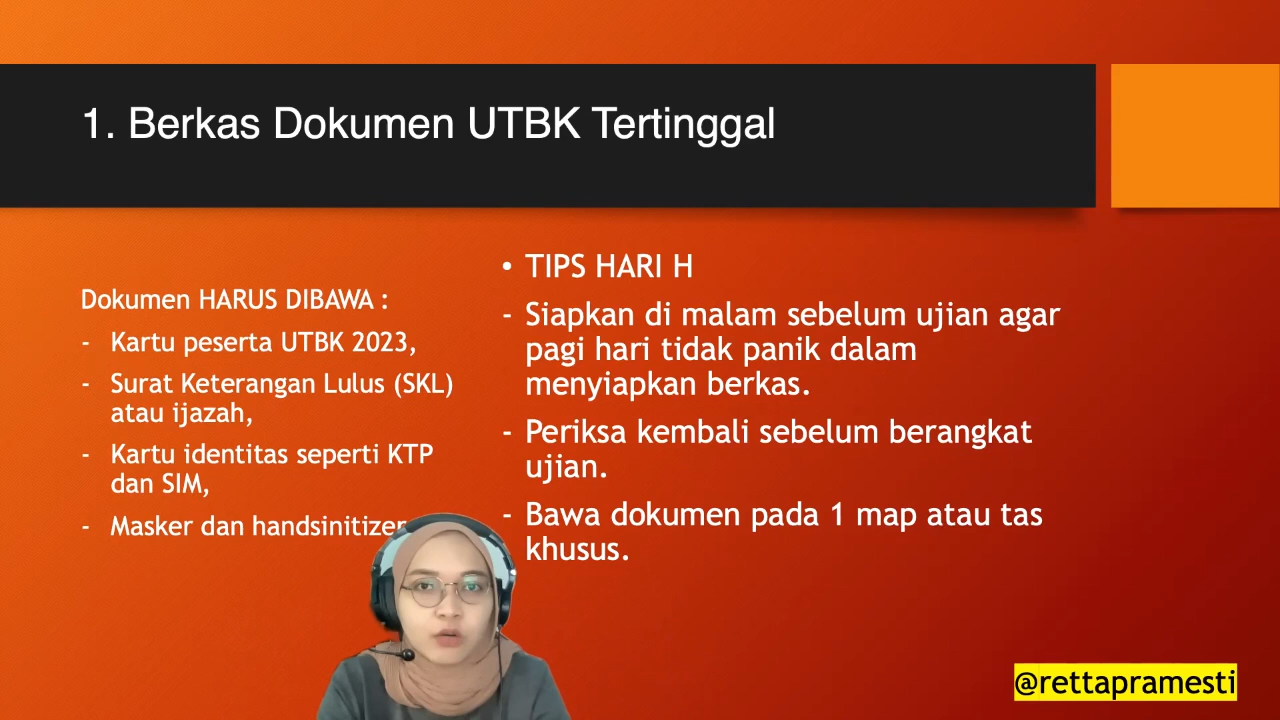 1. Berkas Dokumen UTBK Tertinggal
Dokumen HARUS DIBAWA :
- Kartu peserta UTBK 2023,
- Surat Keterangan Lulus (SKL)
atau ijazah,
- Kartu identitas seperti KTP
dan SIM,
- Masker dan handsinitizer
• TIPS HARI H
- Siapkan di malam sebelum ujian agar
pagi hari tidak panik dalam
menyiapkan berkas.
- Periksa kembali sebelum berangkat
ujian.
- Bawa dokumen pada 1 map atau tas
khusus.
@rettapramesti